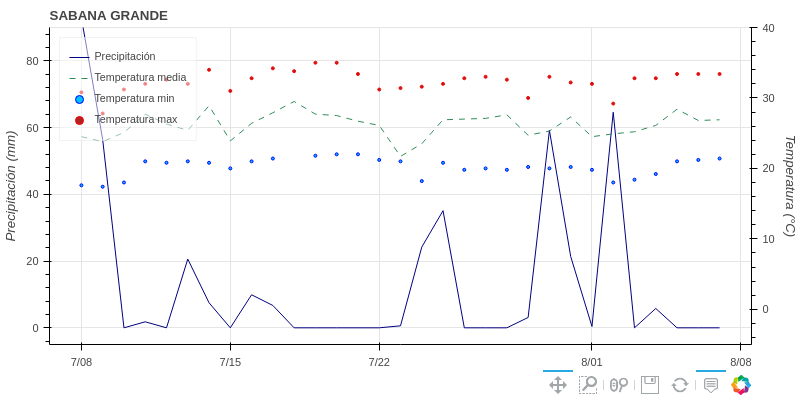 SABANA GRANDE
Precipitación
Temperatura media
Temperatura min
Temperatura max
Precipitación (mm)
80
60
40
20
0
40
30
20
10
0
Temperatura (°C)
7/08
7/15
7/22
8/01
8/08